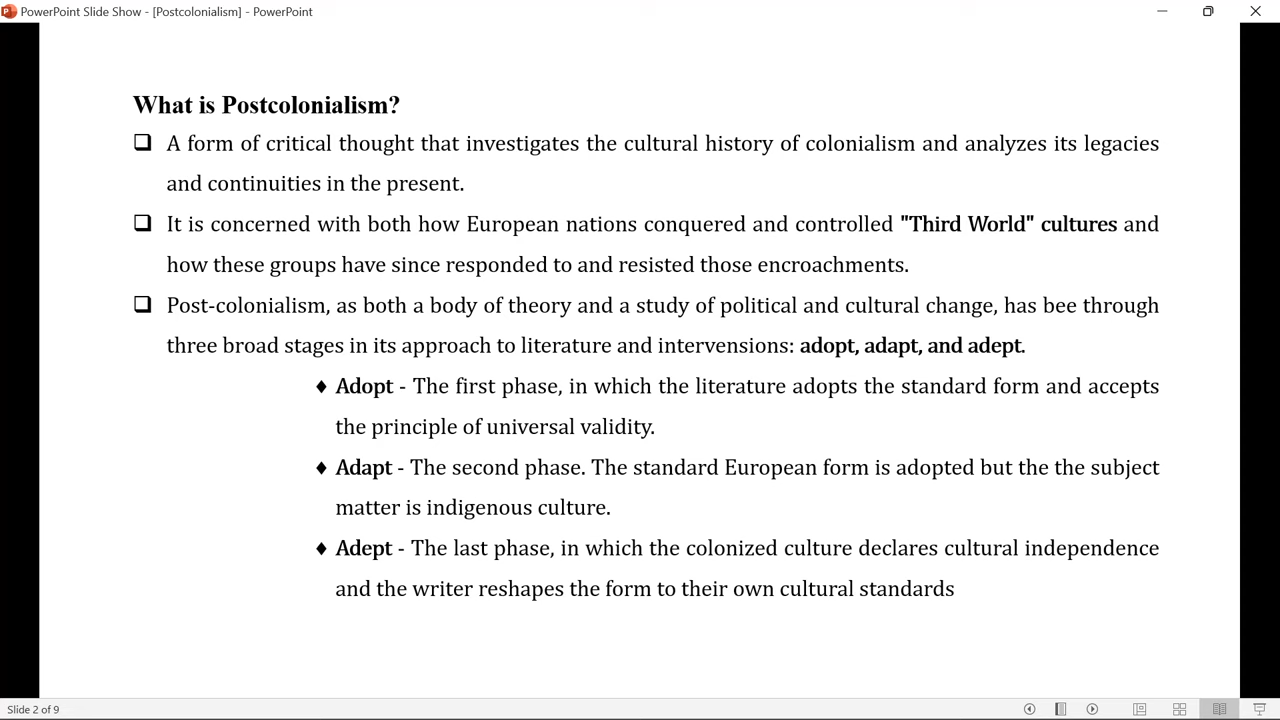 PowerPoint Slide Show - [Postcolonialism] - PowerPoint
What is Postcolonialism?
❑ A form of critical thought that investigates the cultural history of colonialism and analyzes its legacies
and continuities in the present.
❑ It is concerned with both how European nations conquered and controlled "Third World" cultures and
how these groups have since responded to and resisted those encroachments.
❑ Post-colonialism, as both a body of theory and a study of political and cultural change, has bee through
three broad stages in its approach to literature and intervensions: adopt, adapt, and adept.
♦ Adopt - The first phase, in which the literature adopts the standard form and accepts
the principle of universal validity.
♦ Adapt - The second phase. The standard European form is adopted but the the subject
matter is indigenous culture.
♦ Adept - The last phase, in which the colonized culture declares cultural independence
and the writer reshapes the form to their own cultural standards
Slide 2 of 9